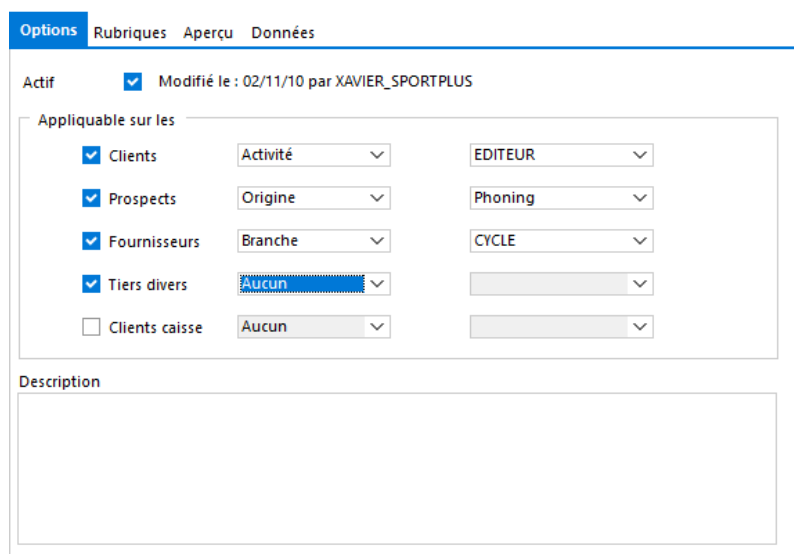 Options Rubriques Aperçu Données
Actif Modifié le : 02/11/10 par XAVIER_SPORTPLUS
Appliquable sur les
Clients Activité EDITEUR
Prospects Origine Phoning
Fournisseurs Branche CYCLE
Tiers divers Aucun
Clients caisse Aucun
Description